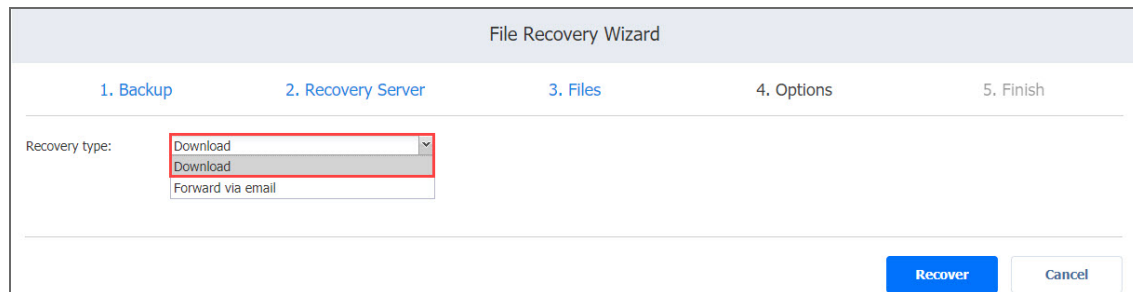 File Recovery Wizard
1. Backup 2. Recovery Server 3. Files 4. Options 5. Finish
Recovery type: Download
Download
Forward via email
Recover Cancel